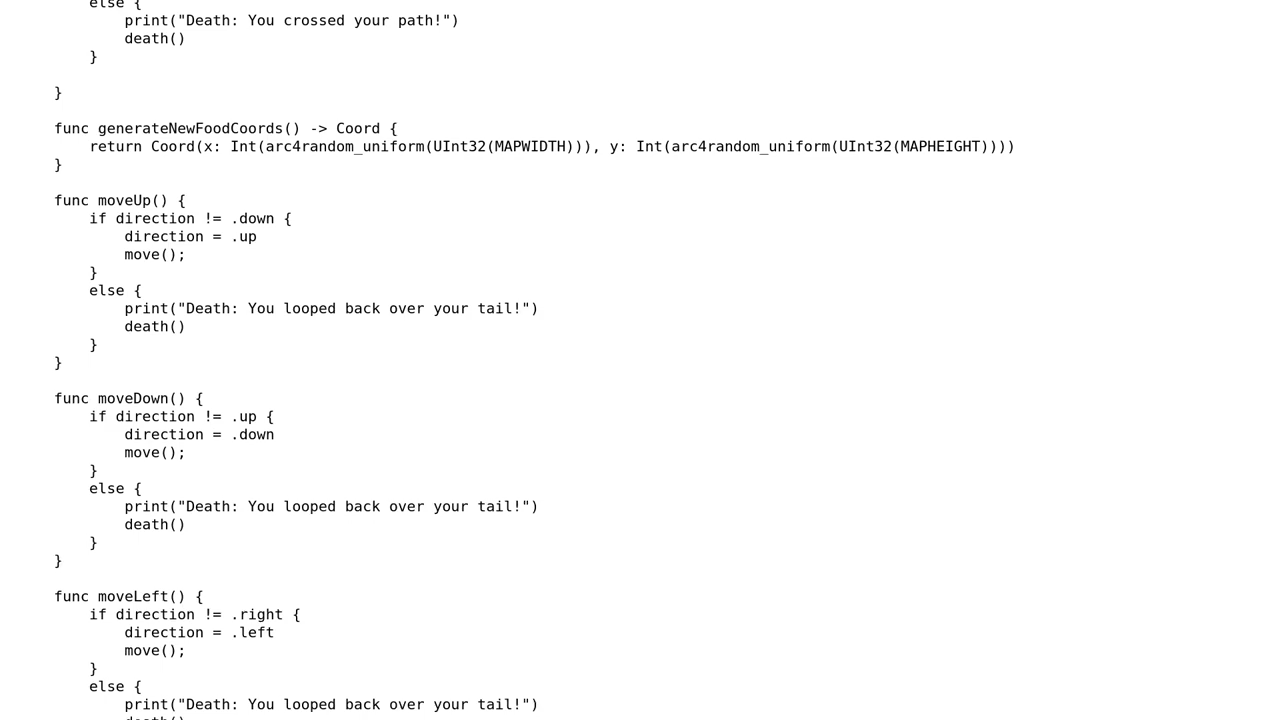 else {
        print("Death: You crossed your path!")
        death()
    }

}

func generateNewFoodCoords() -> Coord {
    return Coord(x: Int(arc4random_uniform(UInt32(MAPWIDTH))), y: Int(arc4random_uniform(UInt32(MAPHEIGHT))))
}

func moveUp() {
    if direction != .down {
        direction = .up
        move();
    }
    else {
        print("Death: You looped back over your tail!")
        death()
    }
}

func moveDown() {
    if direction != .up {
        direction = .down
        move();
    }
    else {
        print("Death: You looped back over your tail!")
        death()
    }
}

func moveLeft() {
    if direction != .right {
        direction = .left
        move();
    }
    else {
        print("Death: You looped back over your tail!")
        death()